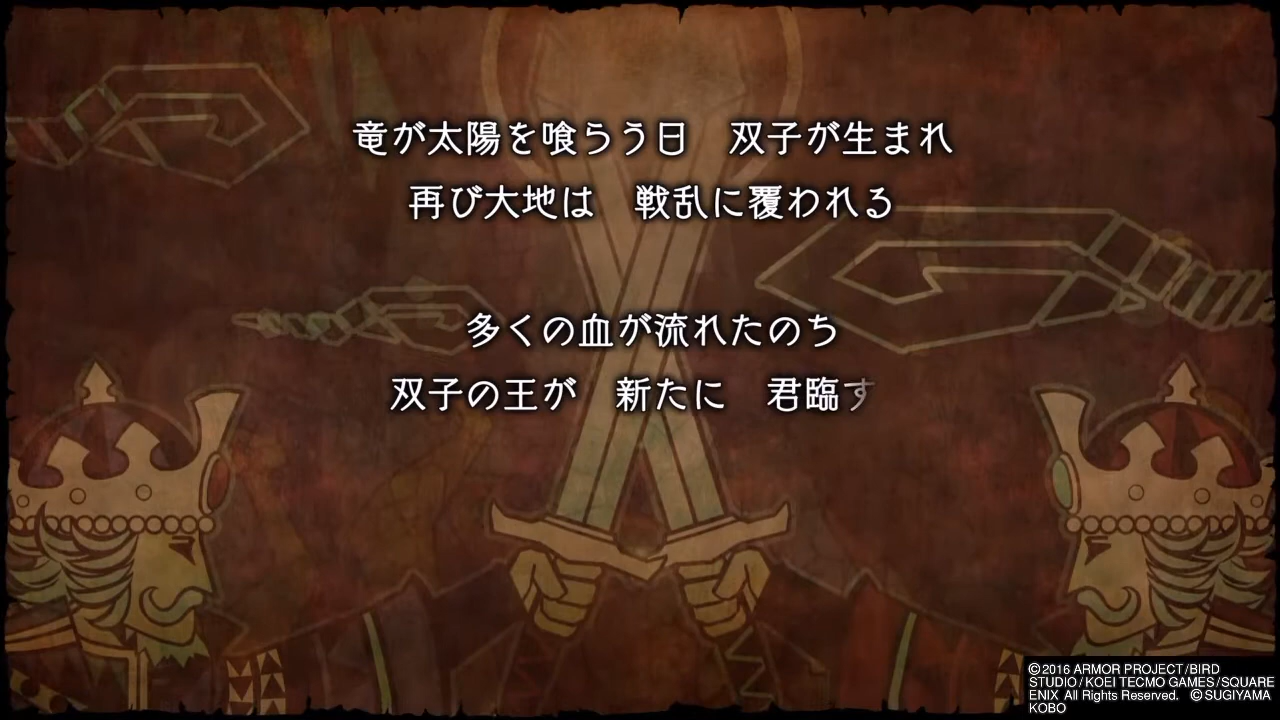 竜が太陽を喰らう日　双子が生まれ
再び大地は　戦乱に覆われる
多くの血が流れたのち
双子の王が　新たに　君臨す
©2016 ARMOR PROJECT/BIRD
STUDIO/KOEI TECMO GAMES/SQUARE
ENIX All Rights Reserved. ©SUGIYAMA
KOBO